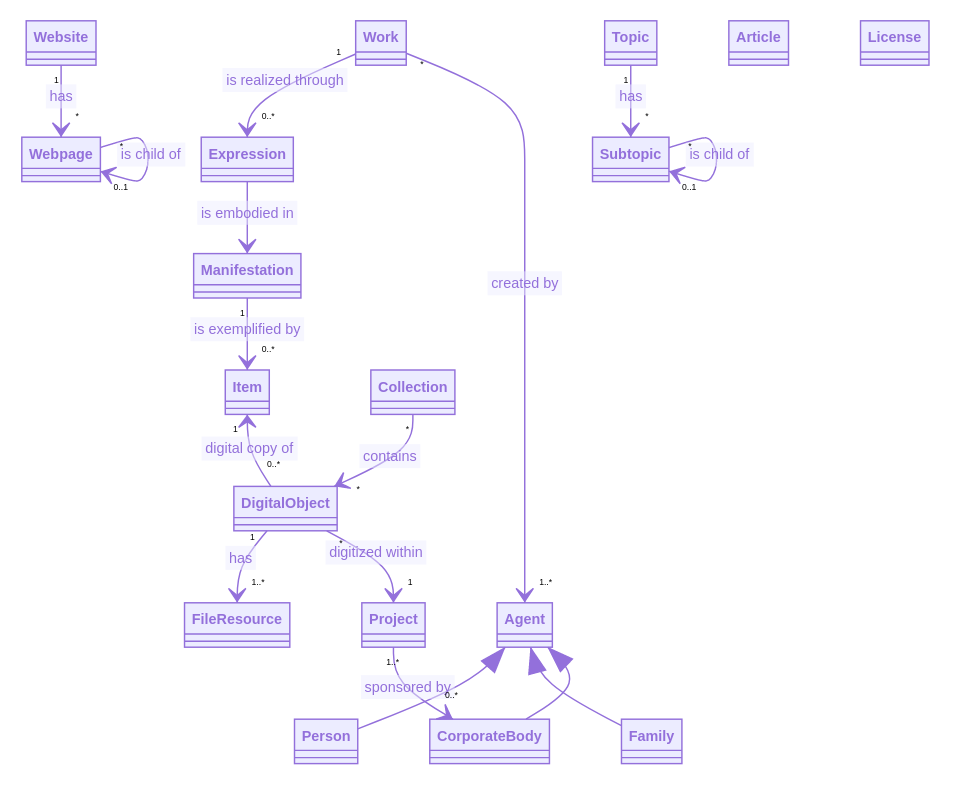 Website
Work
Topic
Article
License
1
*
1
1
is realized through
has
*
0..*
has
*
Webpage
*
is child of
0..1
Expression
Subtopic
*
is child of
0..1
is embodied in
Manifestation
created by
1
is exemplified by
0..*
Item
Collection
1
digital copy of
0..*
*
contains
*
DigitalObject
1
has
1..*
*
digitized within
1
1..*
FileResource
Project
Agent
1..*
sponsored by
0..*
Person
CorporateBody
Family